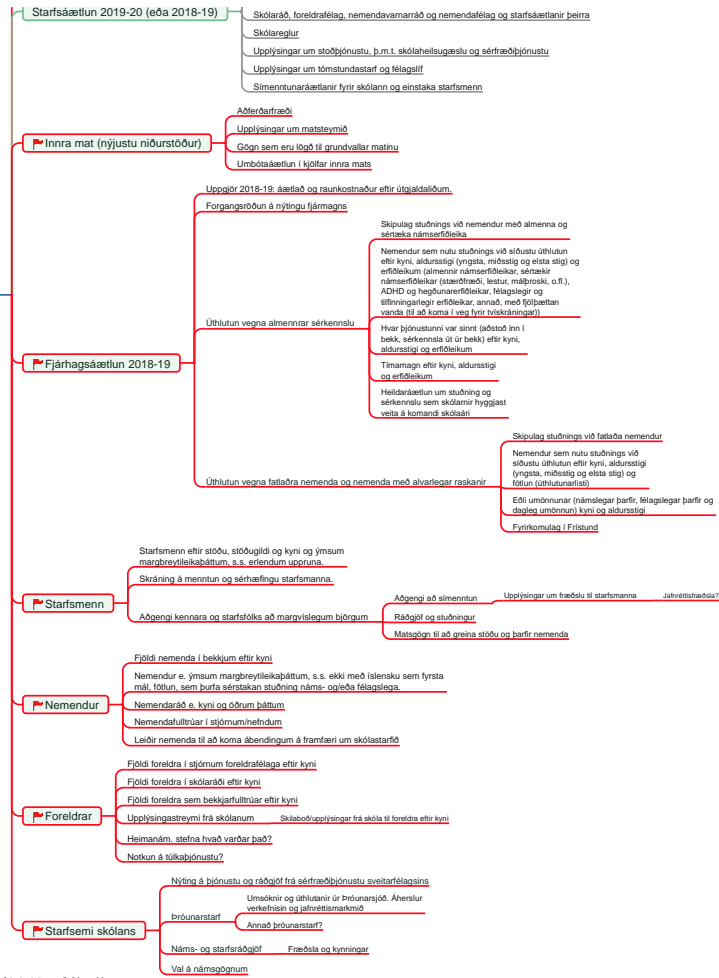 Starfsáætlun 2019-20 (eða 2018-19)
Skólaráð, foreldrafélag, nemendavarnarráð og nemendafélag og starfsáætlanir þeirra
Skólareglur
Upplýsingar um stoðþjónustu, þ.m.t. skólaheilsugæslu og sérfræðiþjónustu
Upplýsingar um tómstundastarf og félagslíf
Símenntunaráætlanir fyrir skólann og einstaka starfsmenn
Innra mat (nýjustu niðurstöður)
Aðferðarfræði
Upplýsingar um matsteymið
Gögn sem eru lögð til grundvallar matinu
Umbótaáætlun í kjölfar innra mats
Fjárhagsáætlun 2018-19
Uppgjör 2018-19: áætlað og raunkostnaður eftir útgjaldaliðum.
Forgangsröðun á nýtingu fjármagns
Úthlutun vegna almennrar sérkennslu
Skipulag stuðnings við nemendur með almenna og
sértæka námserfiðleika
Nemendur sem nutu stuðnings við síðustu úthlutun
eftir kyni, aldursstigi (yngsta, miðsstig og elsta stig) og
erfiðleikum (almennir námserfiðleikar, sértækir
námserfiðleikar (stærðfræði, lestur, málþroski, o.fl.),
ADHD og hegðunarerfiðleikar, félagslegir og
tilfinningarlegir erfiðleikar, annað, með fjölþættan
vanda (til að koma í veg fyrir tvískráningar))
Hvar þjónustunni var sinnt (aðstoð inn í
bekk, sérkennsla út úr bekk) eftir kyni,
aldursstigi og erfiðleikum
Tímamagn eftir kyni, aldursstigi
og erfiðleikum
Heildaráætlun um stuðning og
sérkennslu sem skólarnir hyggjast
veita á komandi skólaári
Úthlutun vegna fatlaðra nemenda og nemenda með alvarlegar raskanir
Skipulag stuðnings við fatlaða nemendur
Nemendur sem nutu stuðnings við
síðustu úthlutun eftir kyni, aldursstigi
(yngsta, miðsstig og elsta stig) og
fötlun (úthlutunarlisti)
Eðli umönnunar (námslegar þarfir, félagslegar þarfir og
dagleg umönnun) kyni og aldursstigi
Fyrirkomulag í Frístund
Starfsmenn
Starfsmenn eftir stöðu, stöðugildi og kyni og ýmsum
margbreytileikaþáttum, s.s. erlendum uppruna.
Skráning á menntun og sérhæfingu starfsmanna.
Aðgengi kennara og starfsfólks að margvíslegum björgum
Aðgengi að símenntun
Upplýsingar um fræðslu til starfsmanna
Jafnréttisfræðsla?
Ráðgjöf og stuðningur
Matsgögn til að greina stöðu og þarfir nemenda
Nemendur
Fjöldi nemenda í bekkjum eftir kyni
Nemendur e. ýmsum margbreytileikaþáttum, s.s. ekki með íslensku sem fyrsta
mál, fötlun, sem þurfa sérstakan stuðning náms- og/eða félagslega.
Nemendaráð e. kyni og öðrum þáttum
Nemendafulltrúar í stjórnum/nefndum
Leiðir nemenda til að koma ábendingum á framfæri um skólastarfið
Foreldrar
Fjöldi foreldra í stjórnum foreldrafélaga eftir kyni
Fjöldi foreldra í skólaráði eftir kyni
Fjöldi foreldra sem bekkjarfulltrúar eftir kyni
Upplýsingastreymi frá skólanum
Skilaboð/upplýsingar frá skóla til foreldra eftir kyni
Heimanám. stefna hvað varðar það?
Notkun á túlkaþjónustu?
Starfsemi skólans
Nýting á þjónustu og ráðgjöf frá sérfræðiþjónustu sveitarfélagsins
Þróunarstarf
Umsóknir og úthlutanir úr Þróunarsjóð. Áherslur
verkefnisin og jafnréttismarkmið
Annað þróunarstarf?
Náms- og starfsráðgjöf
Fræðsla og kynningar
Val á námsgögnum